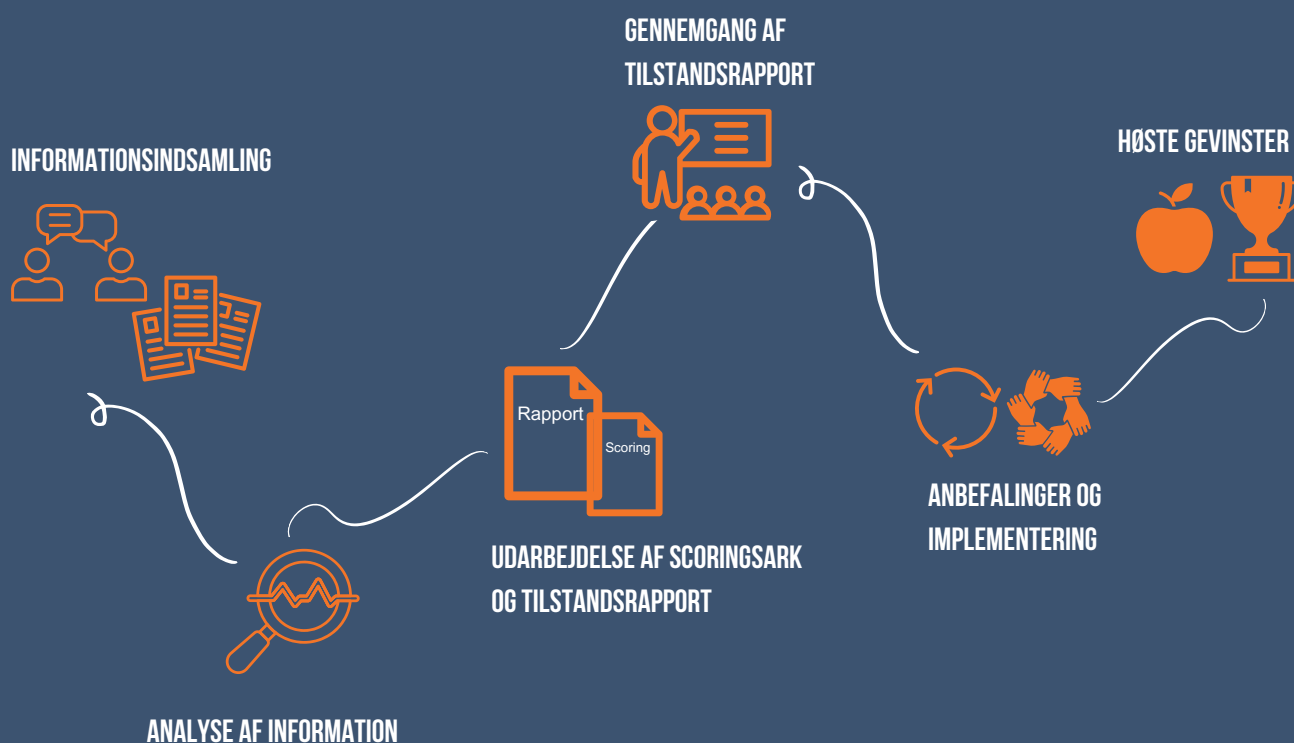 INFORMATIONSINDSAMLING
ANALYSE AF INFORMATION
Rapport
Scoring
UDARBEJDELSE AF SCORINGSARK
OG TILSTANDSRAPPORT
GENNEMGANG AF
TILSTANDSRAPPORT
ANBEFALINGER OG
IMPLEMENTERING
HØSTE GEVINSTER